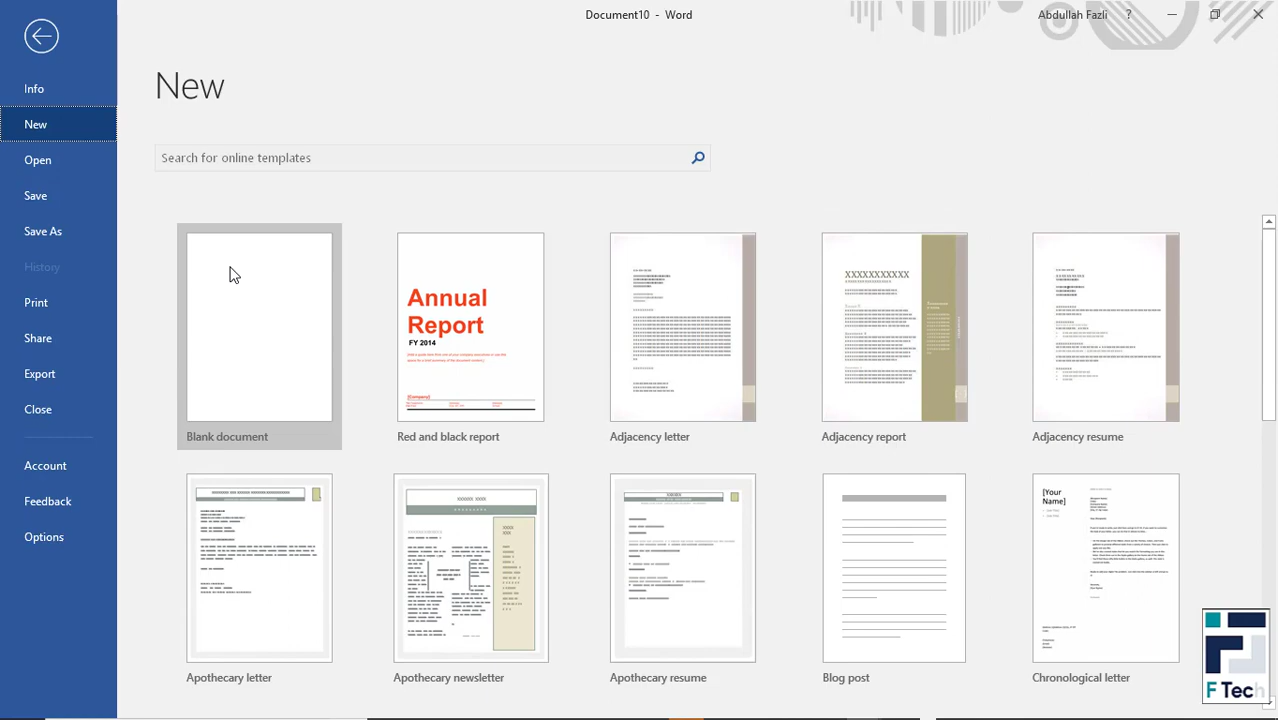 Document10 - Word
Abdullah Fazli
?
Info
New
Open
Save
Save As
History
Print
Share
Export
Close
Account
Feedback
Options
New
Search for online templates
Annual
Report
FY 2014
[Company]
Blank document
Red and black report
Adjacency letter
XXXXXXXXXXX
Adjacency report
Adjacency resume
Apothecary letter
Apothecary newsletter
Apothecary resume
Blog post
[Your
Name]
Chronological letter
F Tech